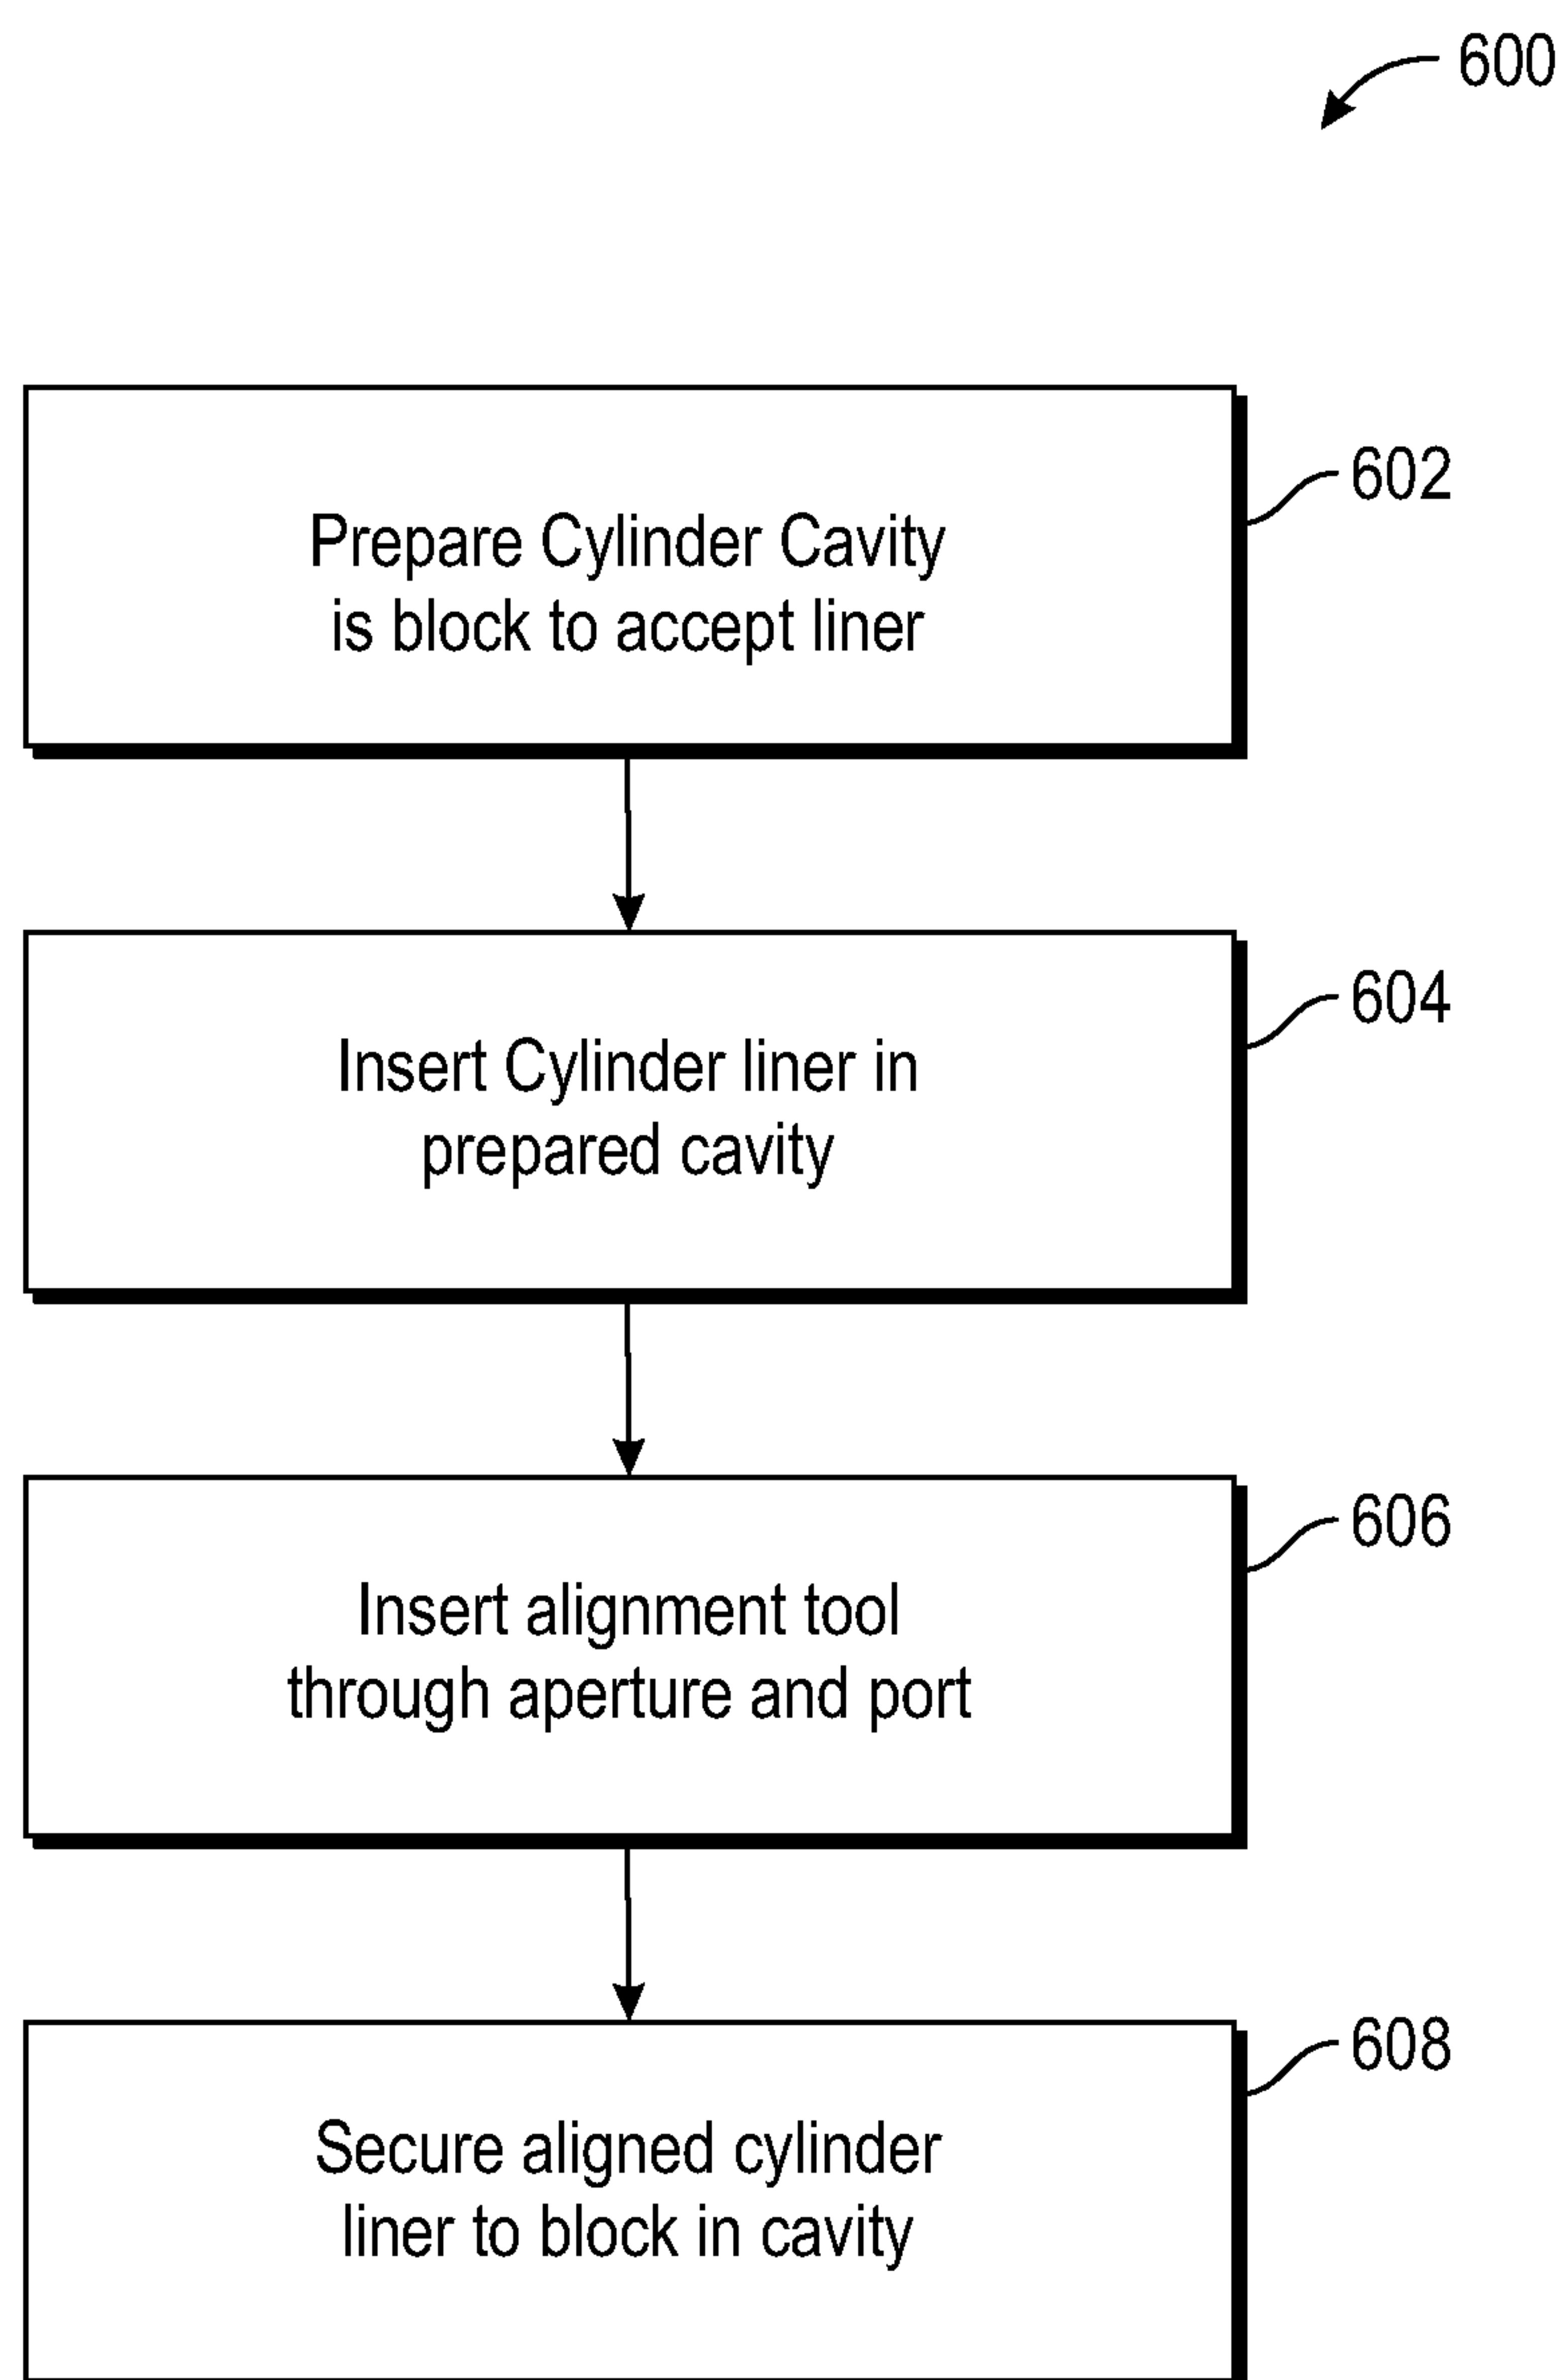 600
Prepare Cylinder Cavity
is block to accept liner
602
Insert Cylinder liner in
prepared cavity
604
Insert alignment tool
through aperture and port
606
Secure aligned cylinder
liner to block in cavity
608